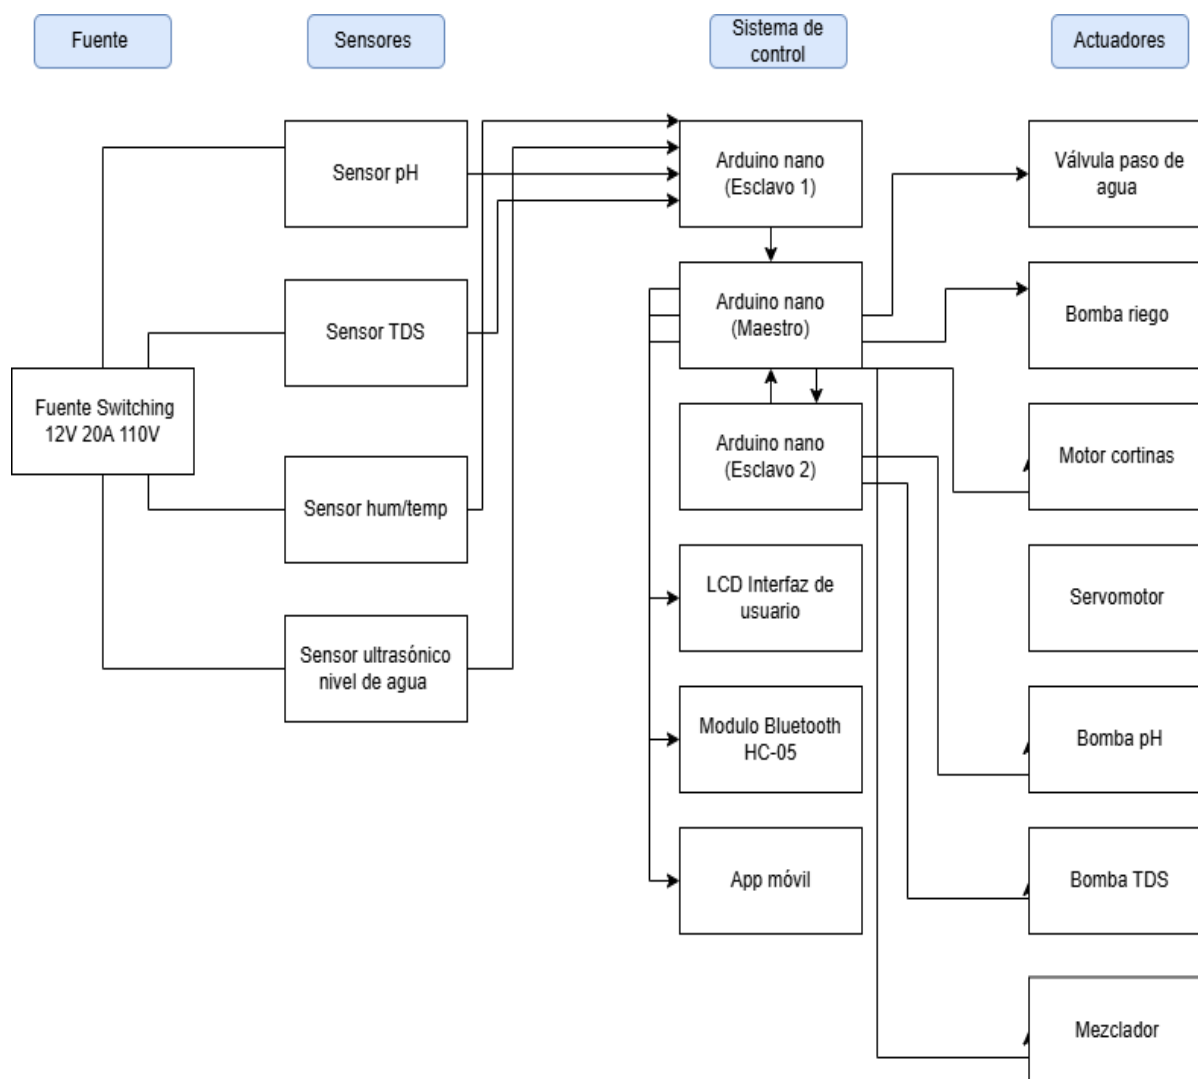 Fuente
Sensores
Sistema de
control
Actuadores
Fuente Switching
12V 20A 110V
Sensor pH
Sensor TDS
Sensor hum/temp
Sensor ultrasónico
nivel de agua
Arduino nano
(Esclavo 1)
Arduino nano
(Maestro)
Arduino nano
(Esclavo 2)
LCD Interfaz de
usuario
Modulo Bluetooth
HC-05
App móvil
Válvula paso de
agua
Bomba riego
Motor cortinas
Servomotor
Bomba pH
Bomba TDS
Mezclador